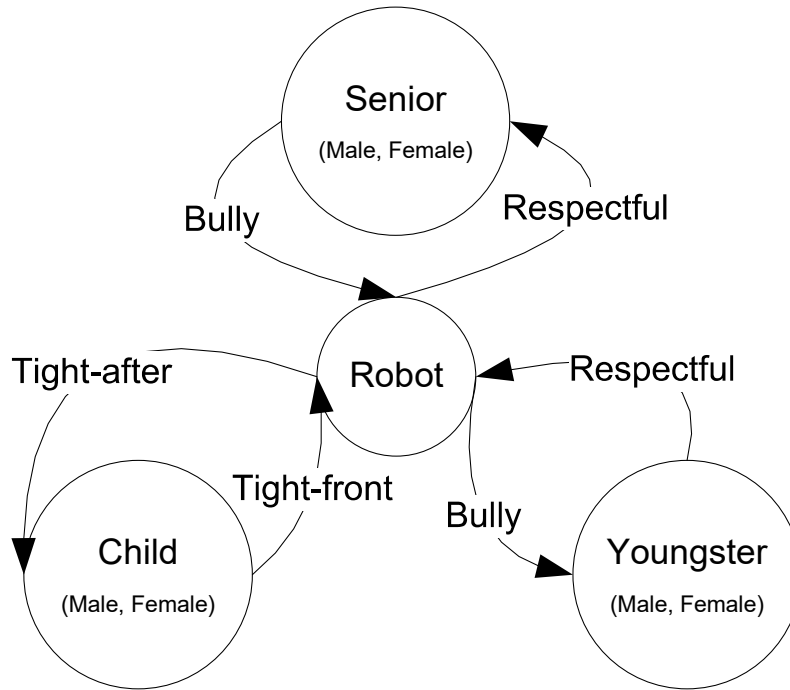 Senior
(Male, Female)
Bully
Respectful
Tight-after
Robot
Respectful
Tight-front
Bully
Child
(Male, Female)
Youngster
(Male, Female)